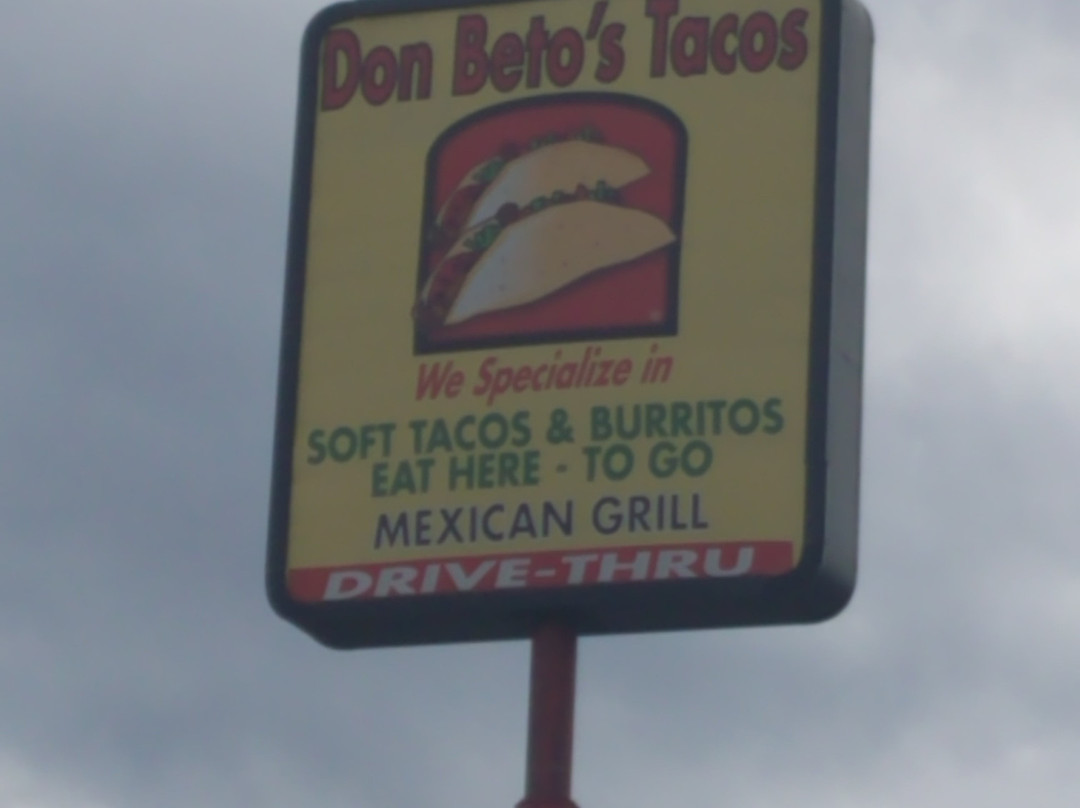 Don Beto's Tacos
We Specialize in
SOFT TACOS & BURRITOS
EAT HERE - TO GO
MEXICAN GRILL
DRIVE-THRU